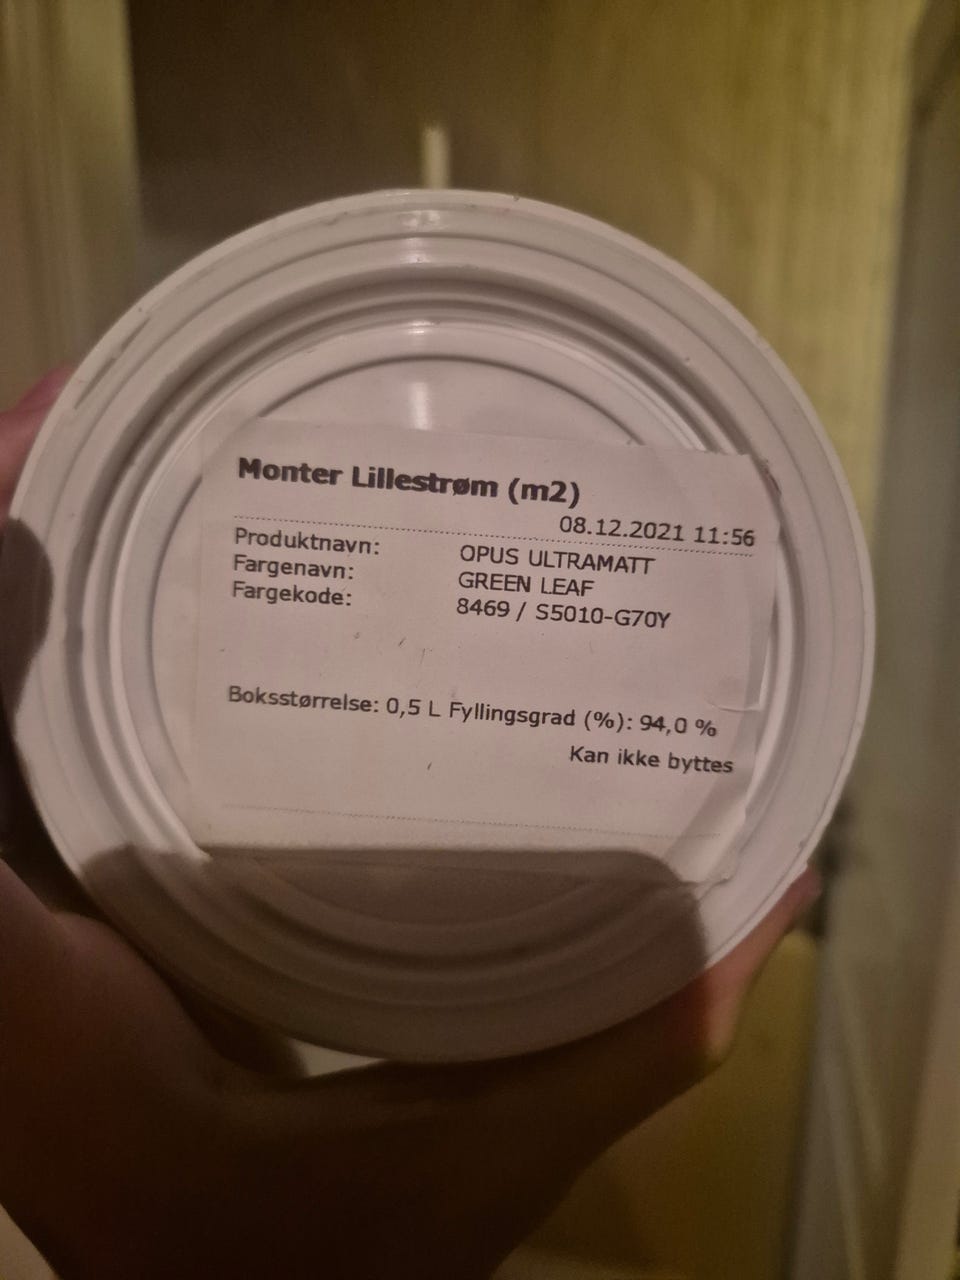 Monter Lillestrøm (m2)
08.12.2021 11:56
Produktnavn: OPUS ULTRAMATT
Fargenavn: GREEN LEAF
Fargekode: 8469 / S5010-G70Y
Boksstørrelse: 0,5 L Fyllingsgrad (%): 94,0 %
Kan ikke byttes